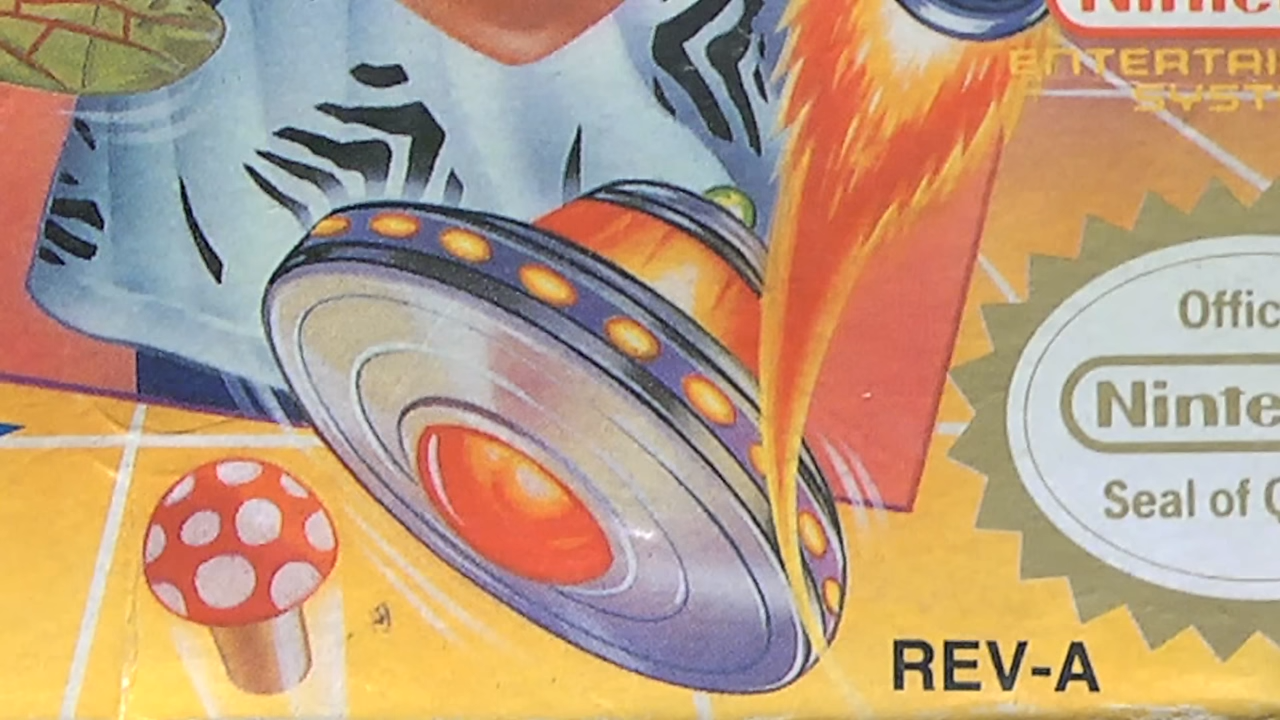 ENTERTAI
SYST
Offic
Ninte
Seal of
REV-A